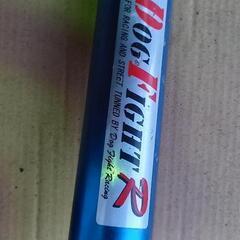 DOG FIGHT R
FOR RACING AND STREET, TUNNED BY Dog Fight Racing